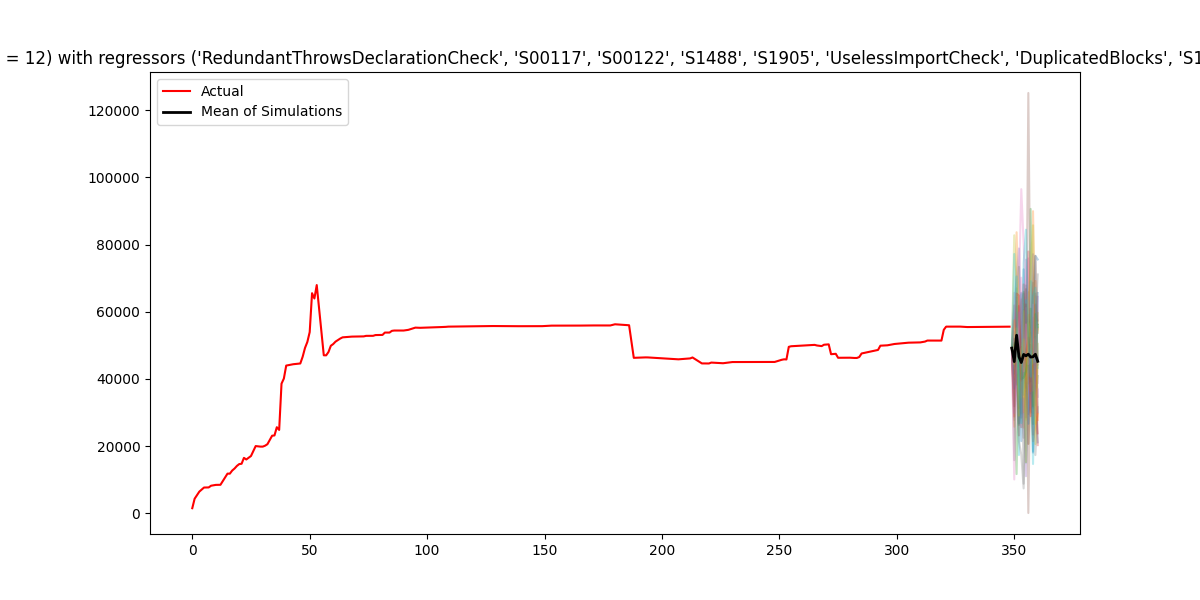 = 12) with regressors ('RedundantThrowsDeclarationCheck', 'S00117', 'S00122', 'S1488', 'S1905', 'UselessImportCheck', 'DuplicatedBlocks', 'S1
Actual
Mean of Simulations
120000
100000
80000
60000
40000
20000
0
0 50 100 150 200 250 300 350